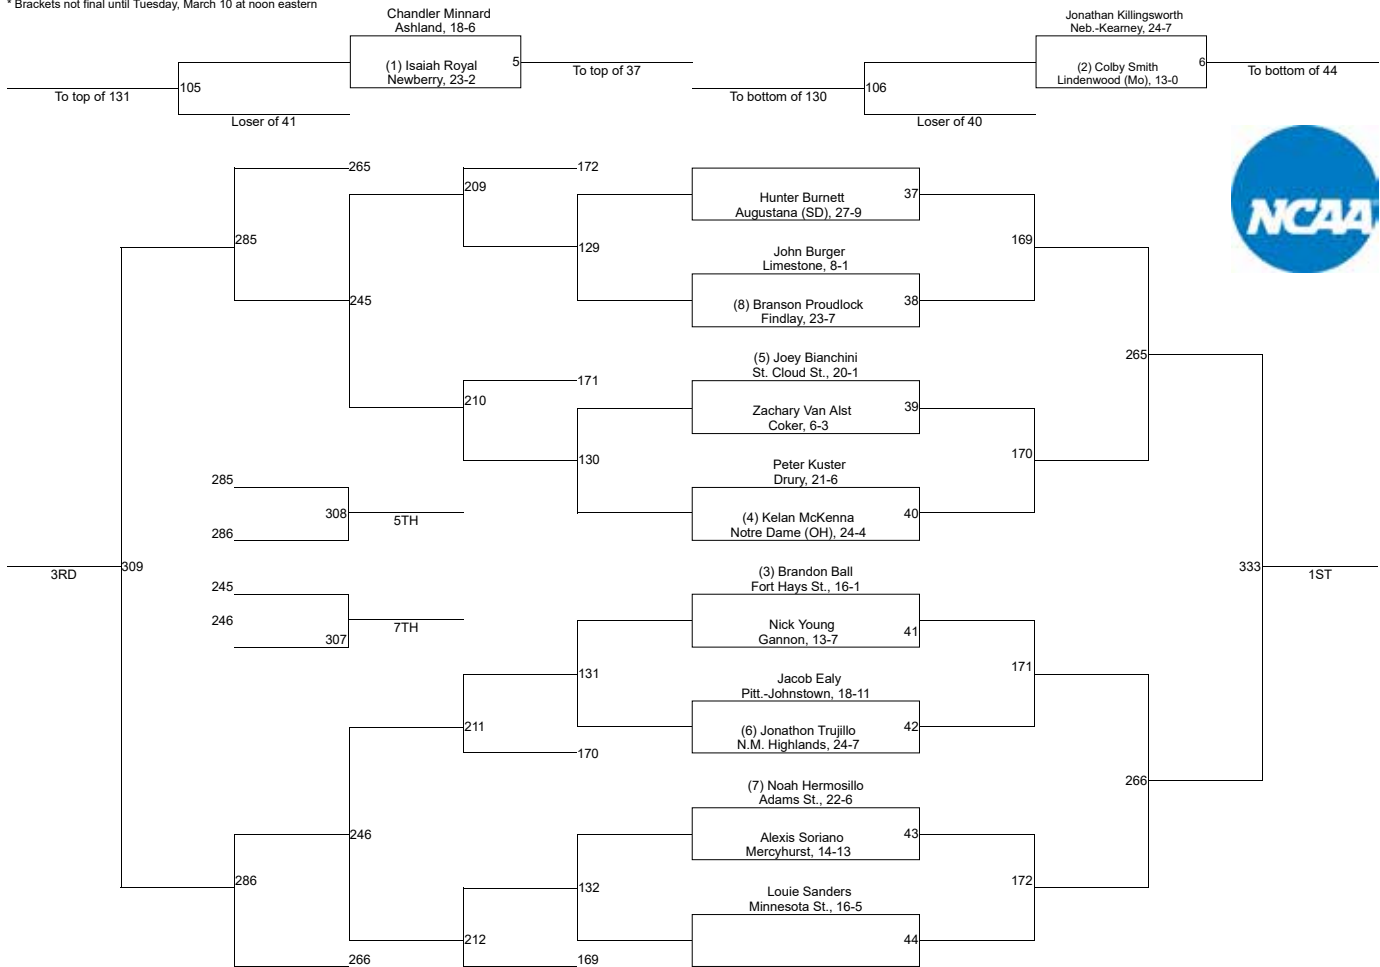 * Brackets not final until Tuesday, March 10 at noon eastern
Chandler Minnard
Ashland, 18-6
(1) Isaiah Royal
Newberry, 23-2
5
To top of 37
105
To top of 131
Loser of 41
Jonathan Killingsworth
Neb.-Kearney, 24-7
(2) Colby Smith
Lindenwood (Mo), 13-0
6
To bottom of 44
106
To bottom of 130
Loser of 40
NCAA
265
172
209
Hunter Burnett
Augustana (SD), 27-9
37
285
129
169
John Burger
Limestone, 8-1
245
(8) Branson Proudlock
Findlay, 23-7
38
265
(5) Joey Bianchini
St. Cloud St., 20-1
171
210
Zachary Van Alst
Coker, 6-3
39
130
170
Peter Kuster
Drury, 21-6
285
308
5TH
286
(4) Kelan McKenna
Notre Dame (OH), 24-4
40
3RD
309
333
1ST
(3) Brandon Ball
Fort Hays St., 16-1
245
246
7TH
307
Nick Young
Gannon, 13-7
41
131
171
Jacob Ealy
Pitt.-Johnstown, 18-11
211
(6) Jonathon Trujillo
N.M. Highlands, 24-7
42
170
266
(7) Noah Hermosillo
Adams St., 22-6
246
Alexis Soriano
Mercyhurst, 14-13
43
286
132
172
Louie Sanders
Minnesota St., 16-5
212
44
266
169